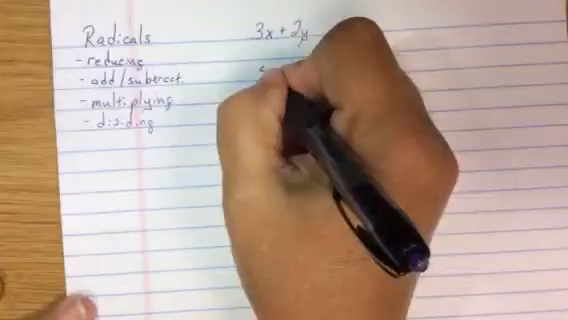 Radicals
- reducing
- add/subtract.
- multiplying
- dividing
3x + 2y